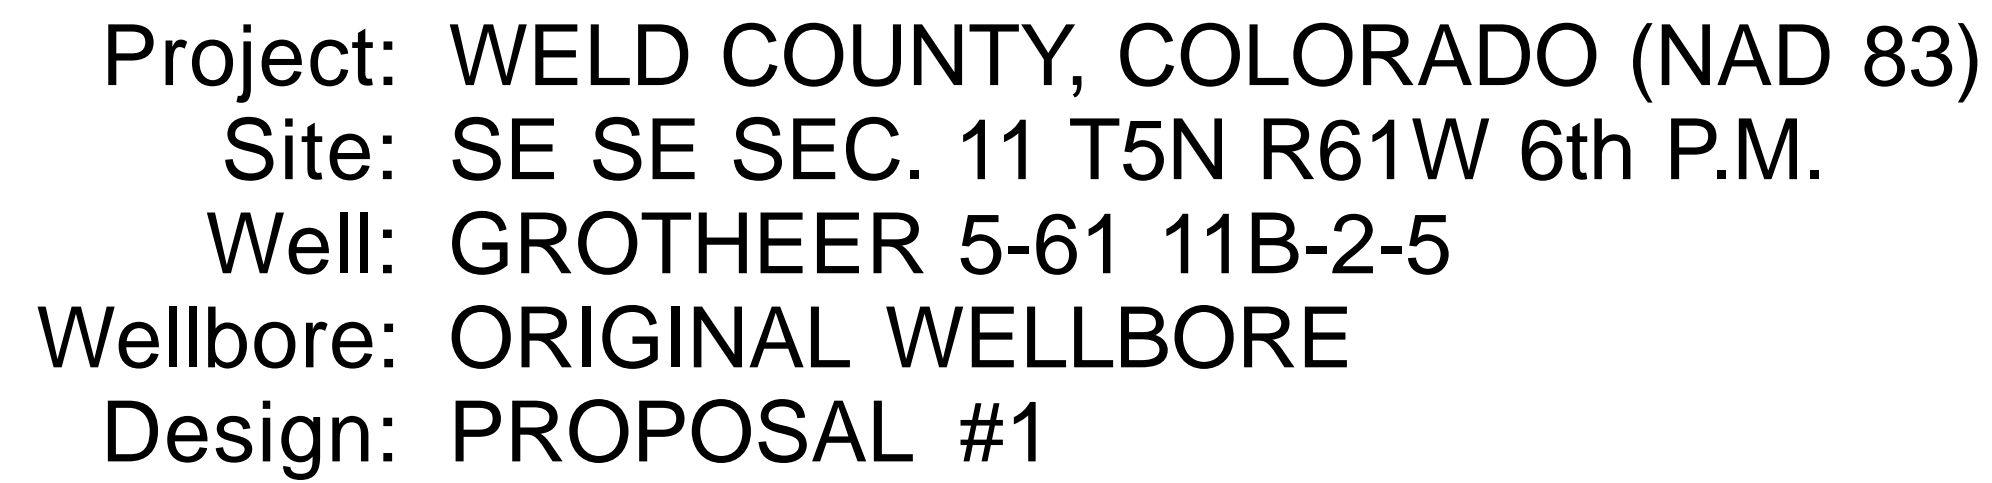 Project: WELD COUNTY, COLORADO (NAD 83)
Site: SE SE SEC. 11 T5N R61W 6th P.M.
Well: GROTHEER 5-61 11B-2-5
Wellbore: ORIGINAL WELLBORE
Design: PROPOSAL #1